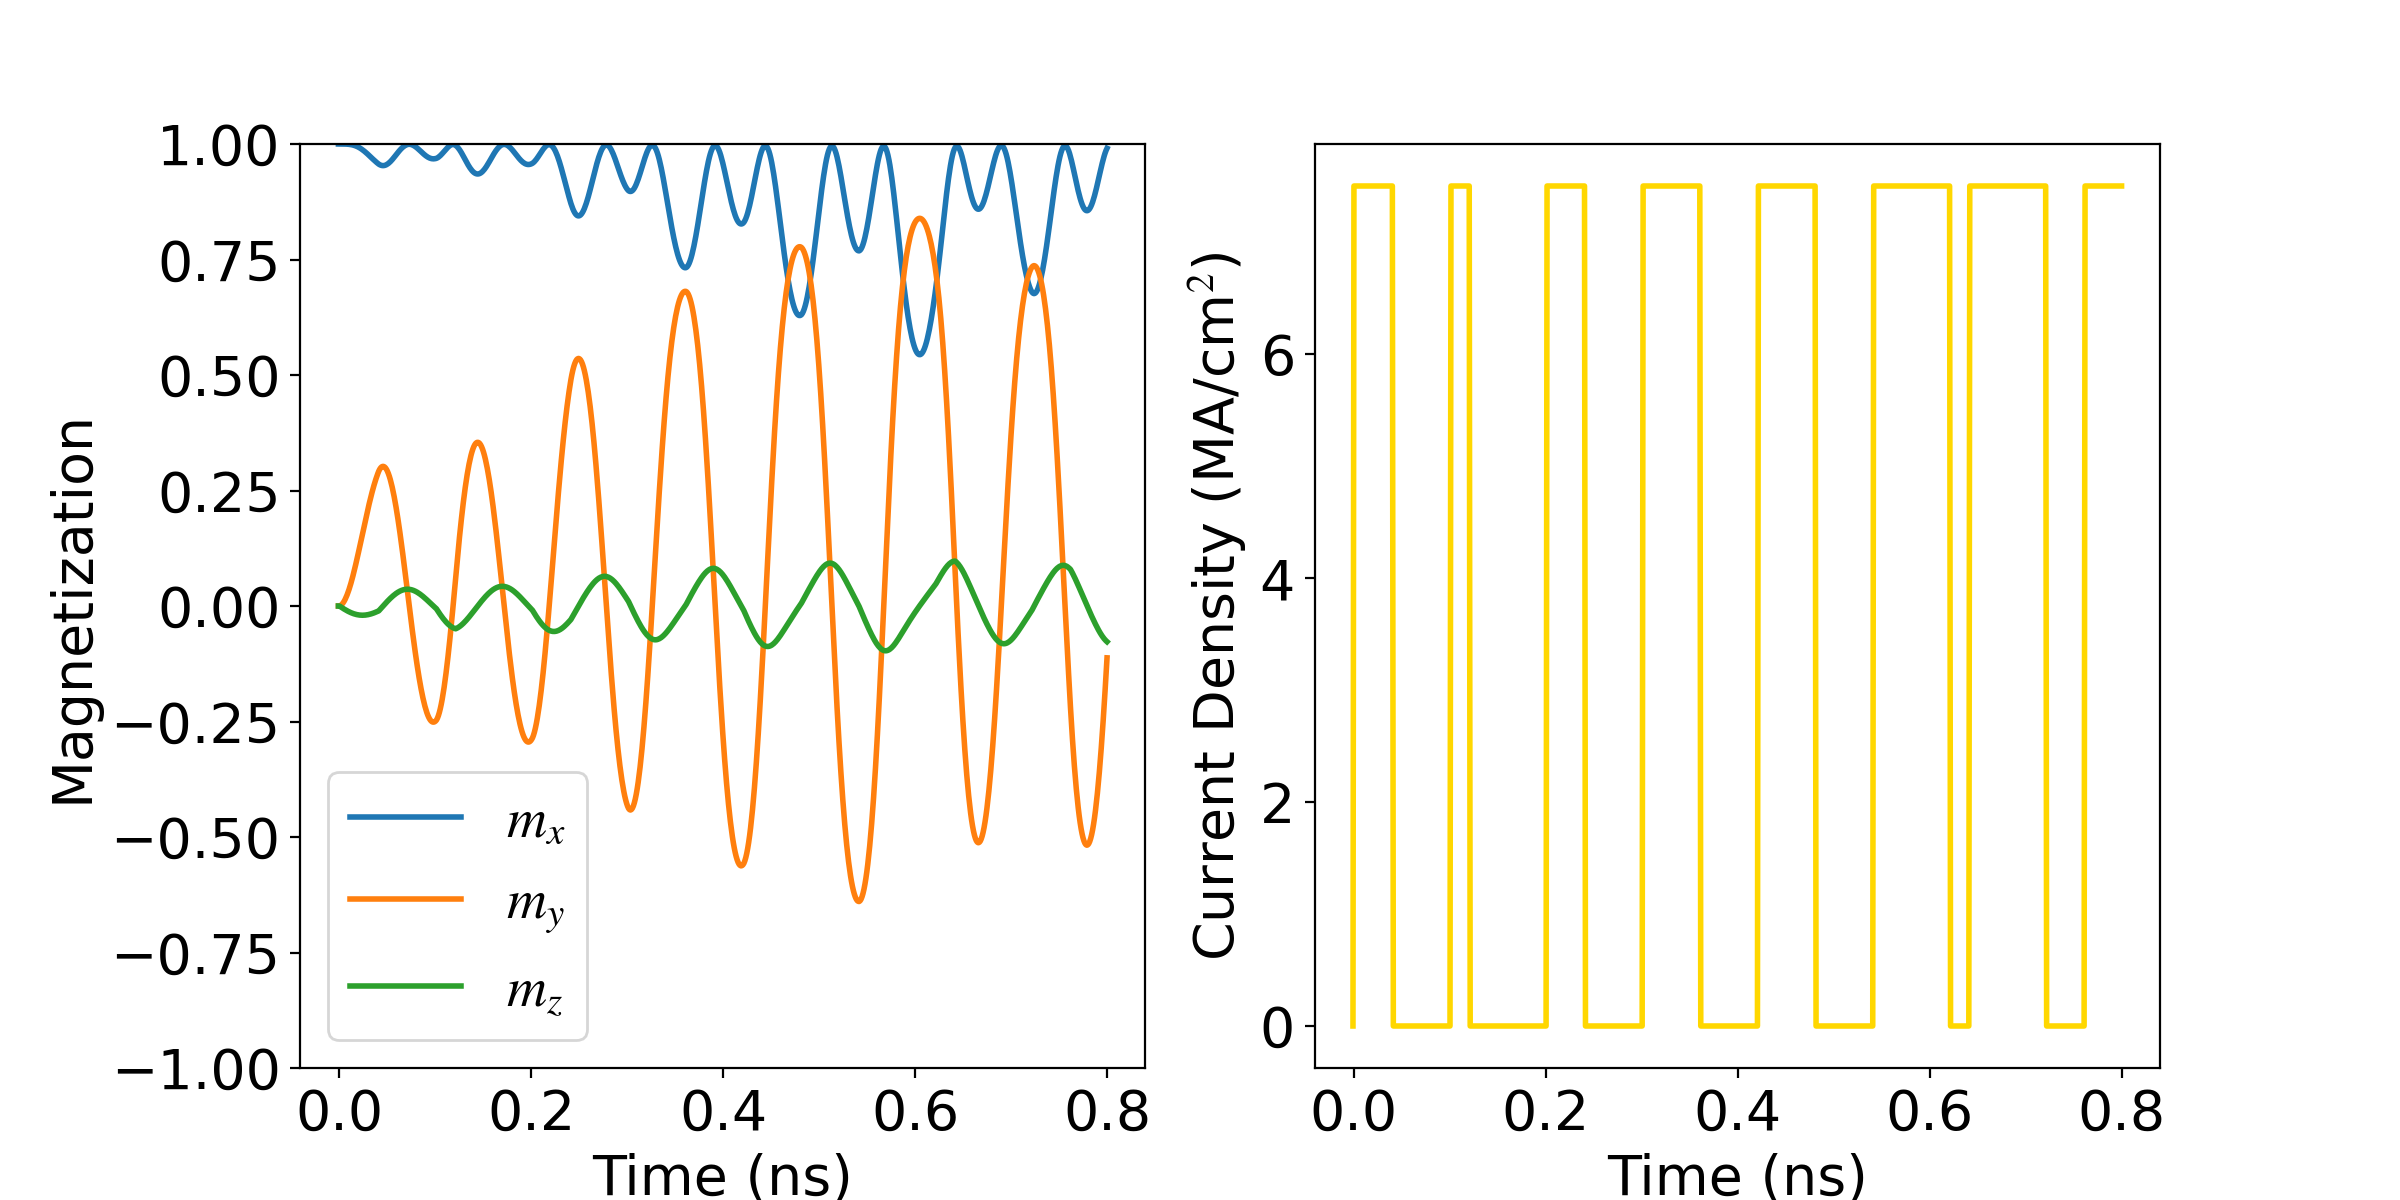 Magnetization
1.00
0.75
0.50
0.25
0.00
−0.25
−0.50
−0.75
−1.00
0.0 0.2 0.4 0.6 0.8
Time (ns)
m_x
m_y
m_z
Current Density (MA/cm²)
6
4
2
0
0.0 0.2 0.4 0.6 0.8
Time (ns)